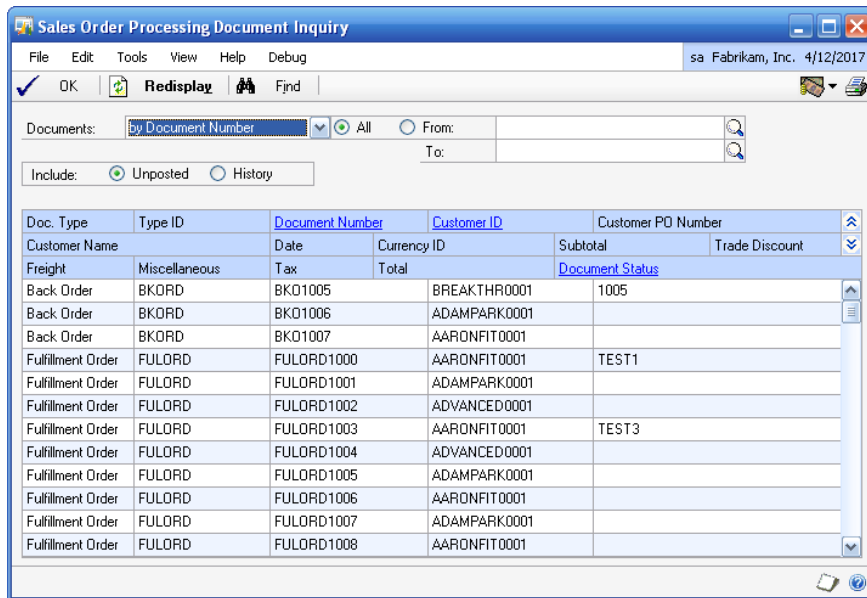 Sales Order Processing Document Inquiry
File Edit Tools View Help Debug sa Fabrikam, Inc. 4/12/2017
OK Redisplay Find
Documents: by Document Number All From:
To:
Include: Unposted History
Doc. Type Type ID Document Number Customer ID Customer PO Number
Customer Name Date Currency ID Subtotal Trade Discount
Freight Miscellaneous Tax Total Document Status
Back Order BKORD BKO1005 BREAKTHR0001 1005
Back Order BKORD BKO1006 ADAMPARK0001
Back Order BKORD BKO1007 AARONFIT0001
Fulfillment Order FULORD FULORD1000 AARONFIT0001 TEST1
Fulfillment Order FULORD FULORD1001 ADAMPARK0001
Fulfillment Order FULORD FULORD1002 ADVANCED0001
Fulfillment Order FULORD FULORD1003 AARONFIT0001 TEST3
Fulfillment Order FULORD FULORD1004 ADVANCED0001
Fulfillment Order FULORD FULORD1005 ADAMPARK0001
Fulfillment Order FULORD FULORD1006 AARONFIT0001
Fulfillment Order FULORD FULORD1007 ADAMPARK0001
Fulfillment Order FULORD FULORD1008 AARONFIT0001